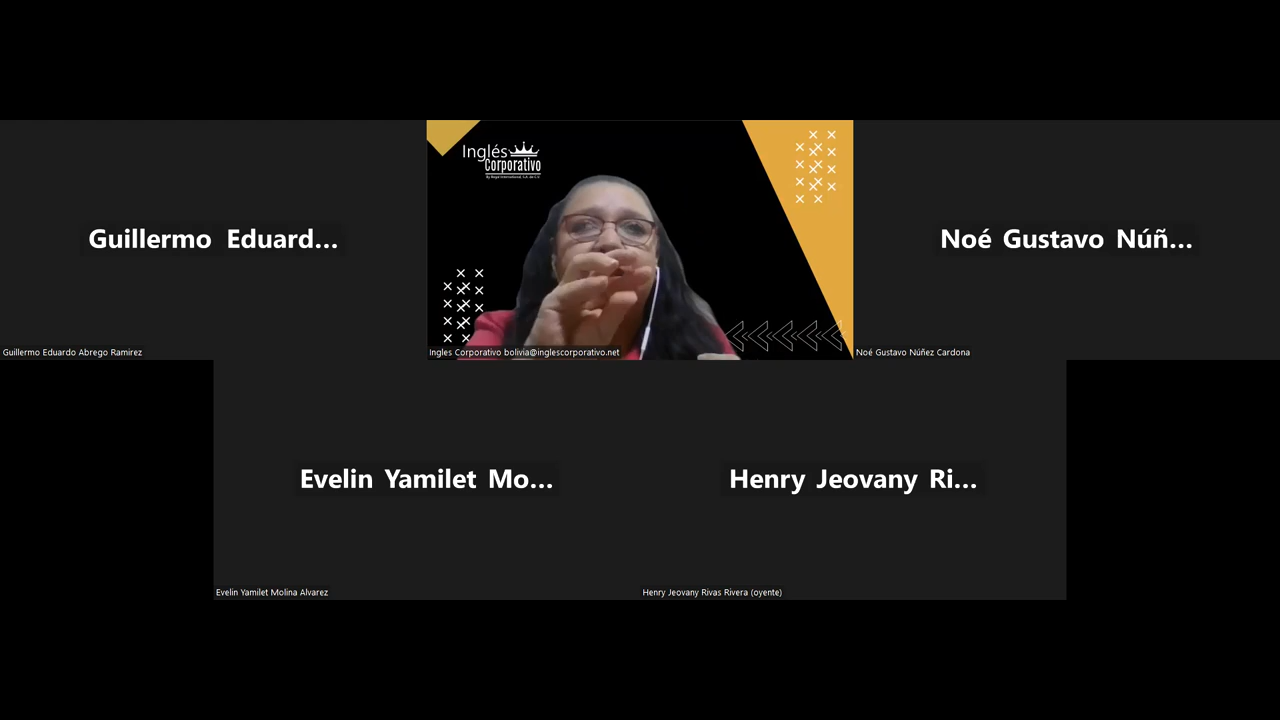 Guillermo Eduard...
Inglés
Corporativo
Noé Gustavo Núñ...
Guillermo Eduardo Abrego Ramirez
Ingles Corporativo bolivia@inglescorporativo.net
Noé Gustavo Núñez Cardona
Evelin Yamilet Mo...
Henry Jeovany Ri...
Evelin Yamilet Molina Alvarez
Henry Jeovany Rivas Rivera (oyente)